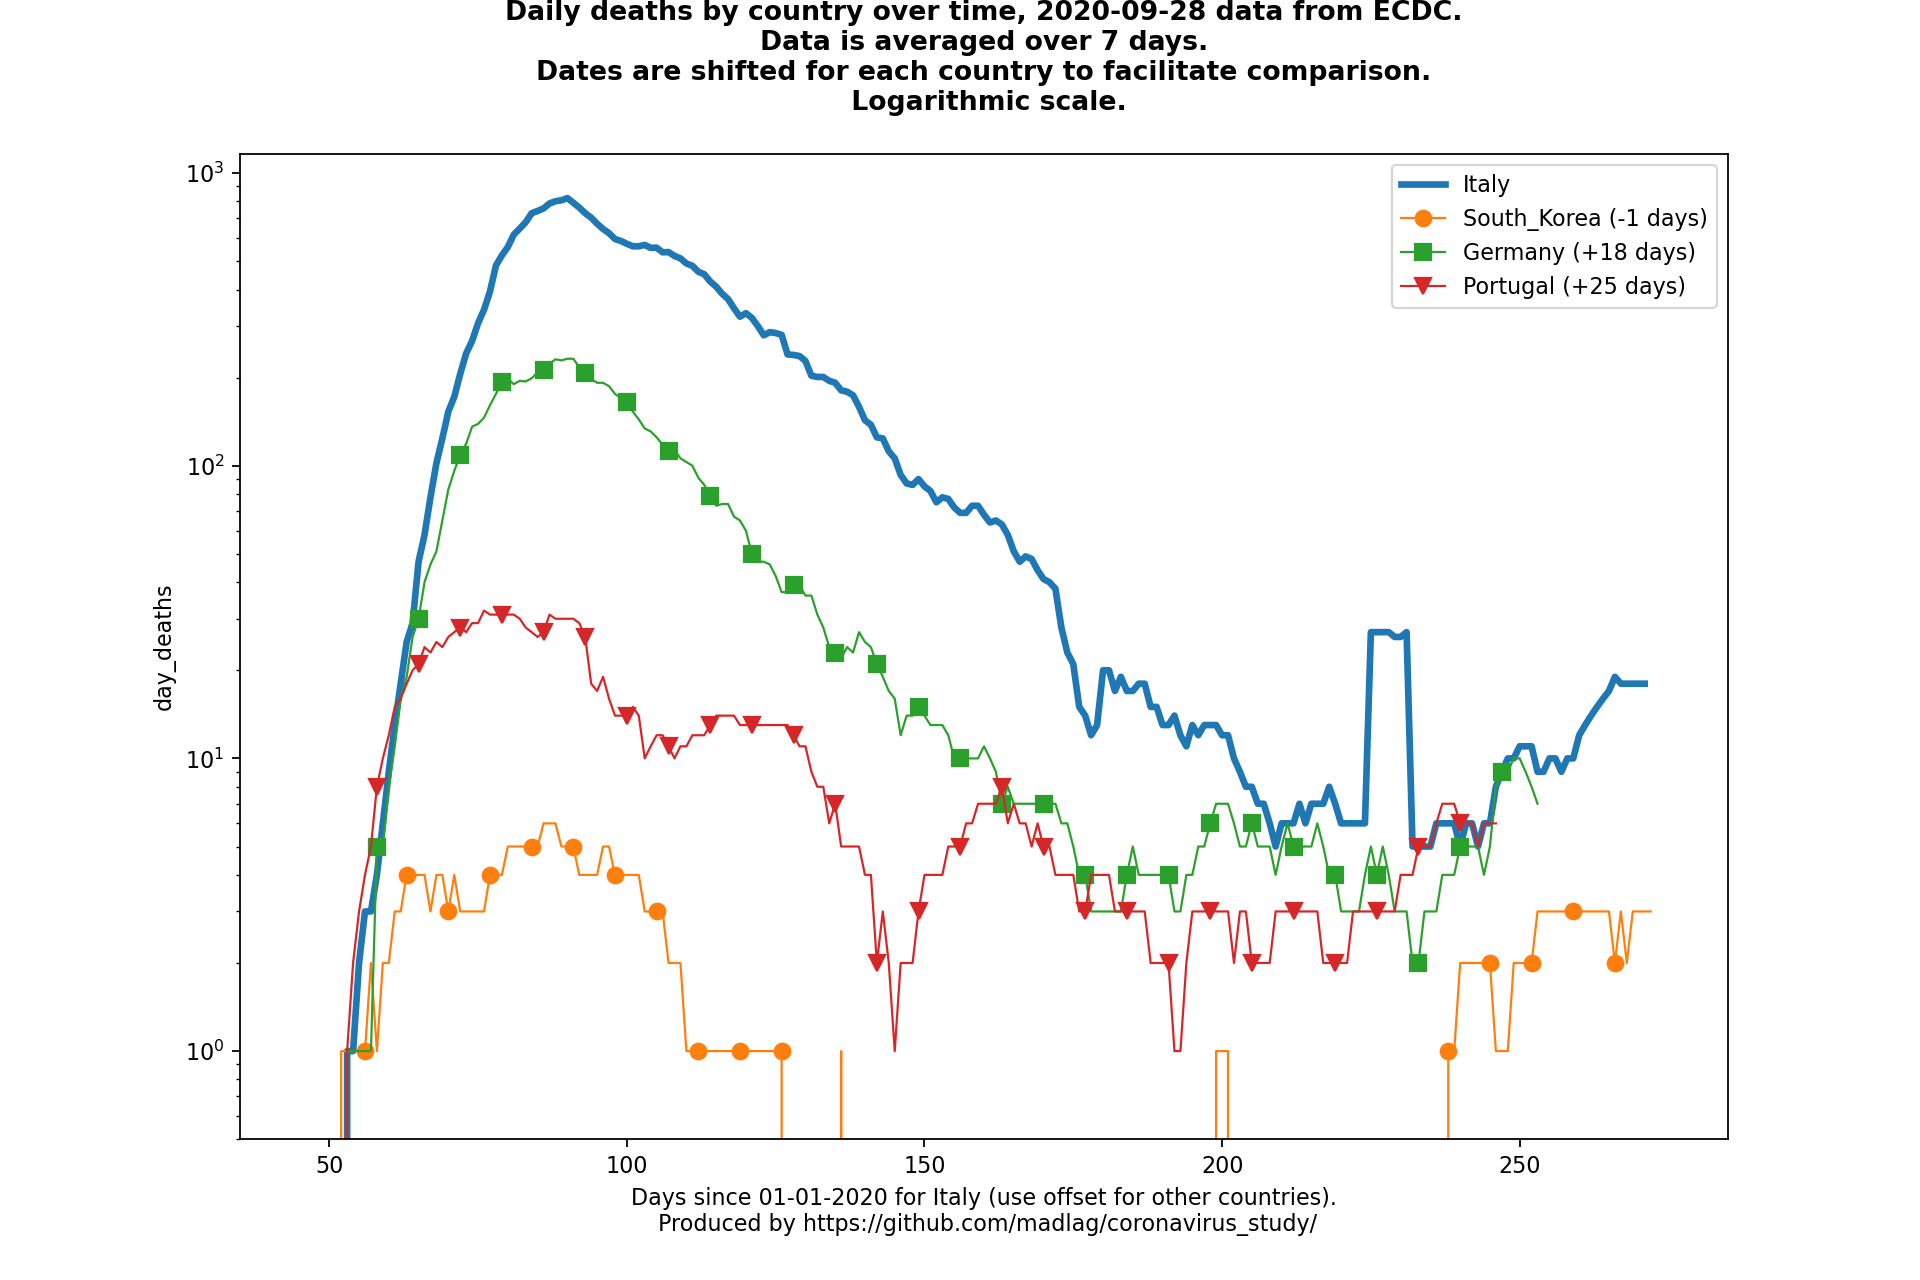 Daily deaths by country over time, 2020-09-28 data from ECDC.
Data is averaged over 7 days.
Dates are shifted for each country to facilitate comparison.
Logarithmic scale.
10³
10²
10¹
10⁰
day_deaths
Italy
South_Korea (-1 days)
Germany (+18 days)
Portugal (+25 days)
50 100 150 200 250
Days since 01-01-2020 for Italy (use offset for other countries).
Produced by https://github.com/madlag/coronavirus_study/